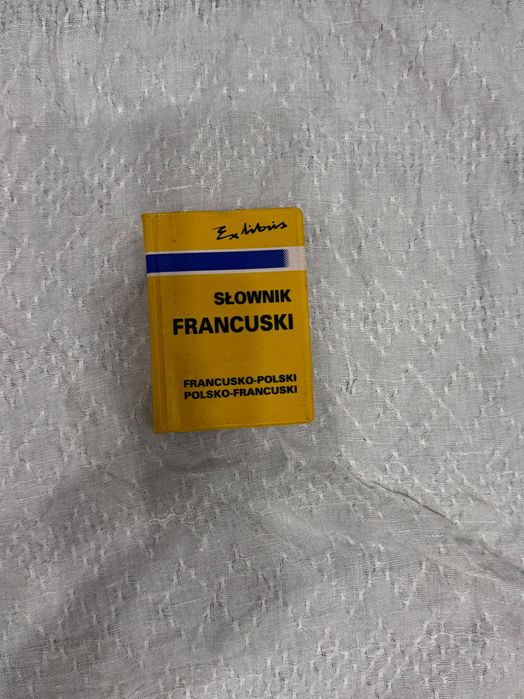 Ex libris
SŁOWNIK
FRANCUSKI
FRANCUSKO-POLSKI
POLSKO-FRANCUSKI